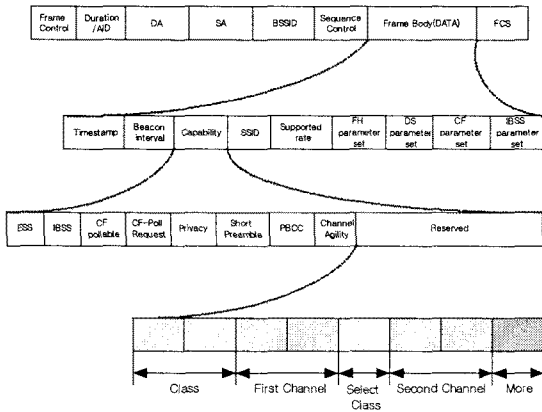 Frame Control Duration /AID DA SA BSSID Sequence Control Frame Body(DATA) FCS
Timestamp Beacon interval Capability SSID Supported rate FH parameter set DS parameter set CF parameter set IBSS parameter set
ESS IBSS CF pollable CF-Poll Request Privacy Short Preamble PBCC Channel Agility Reserved
Class First Channel Select Class Second Channel More